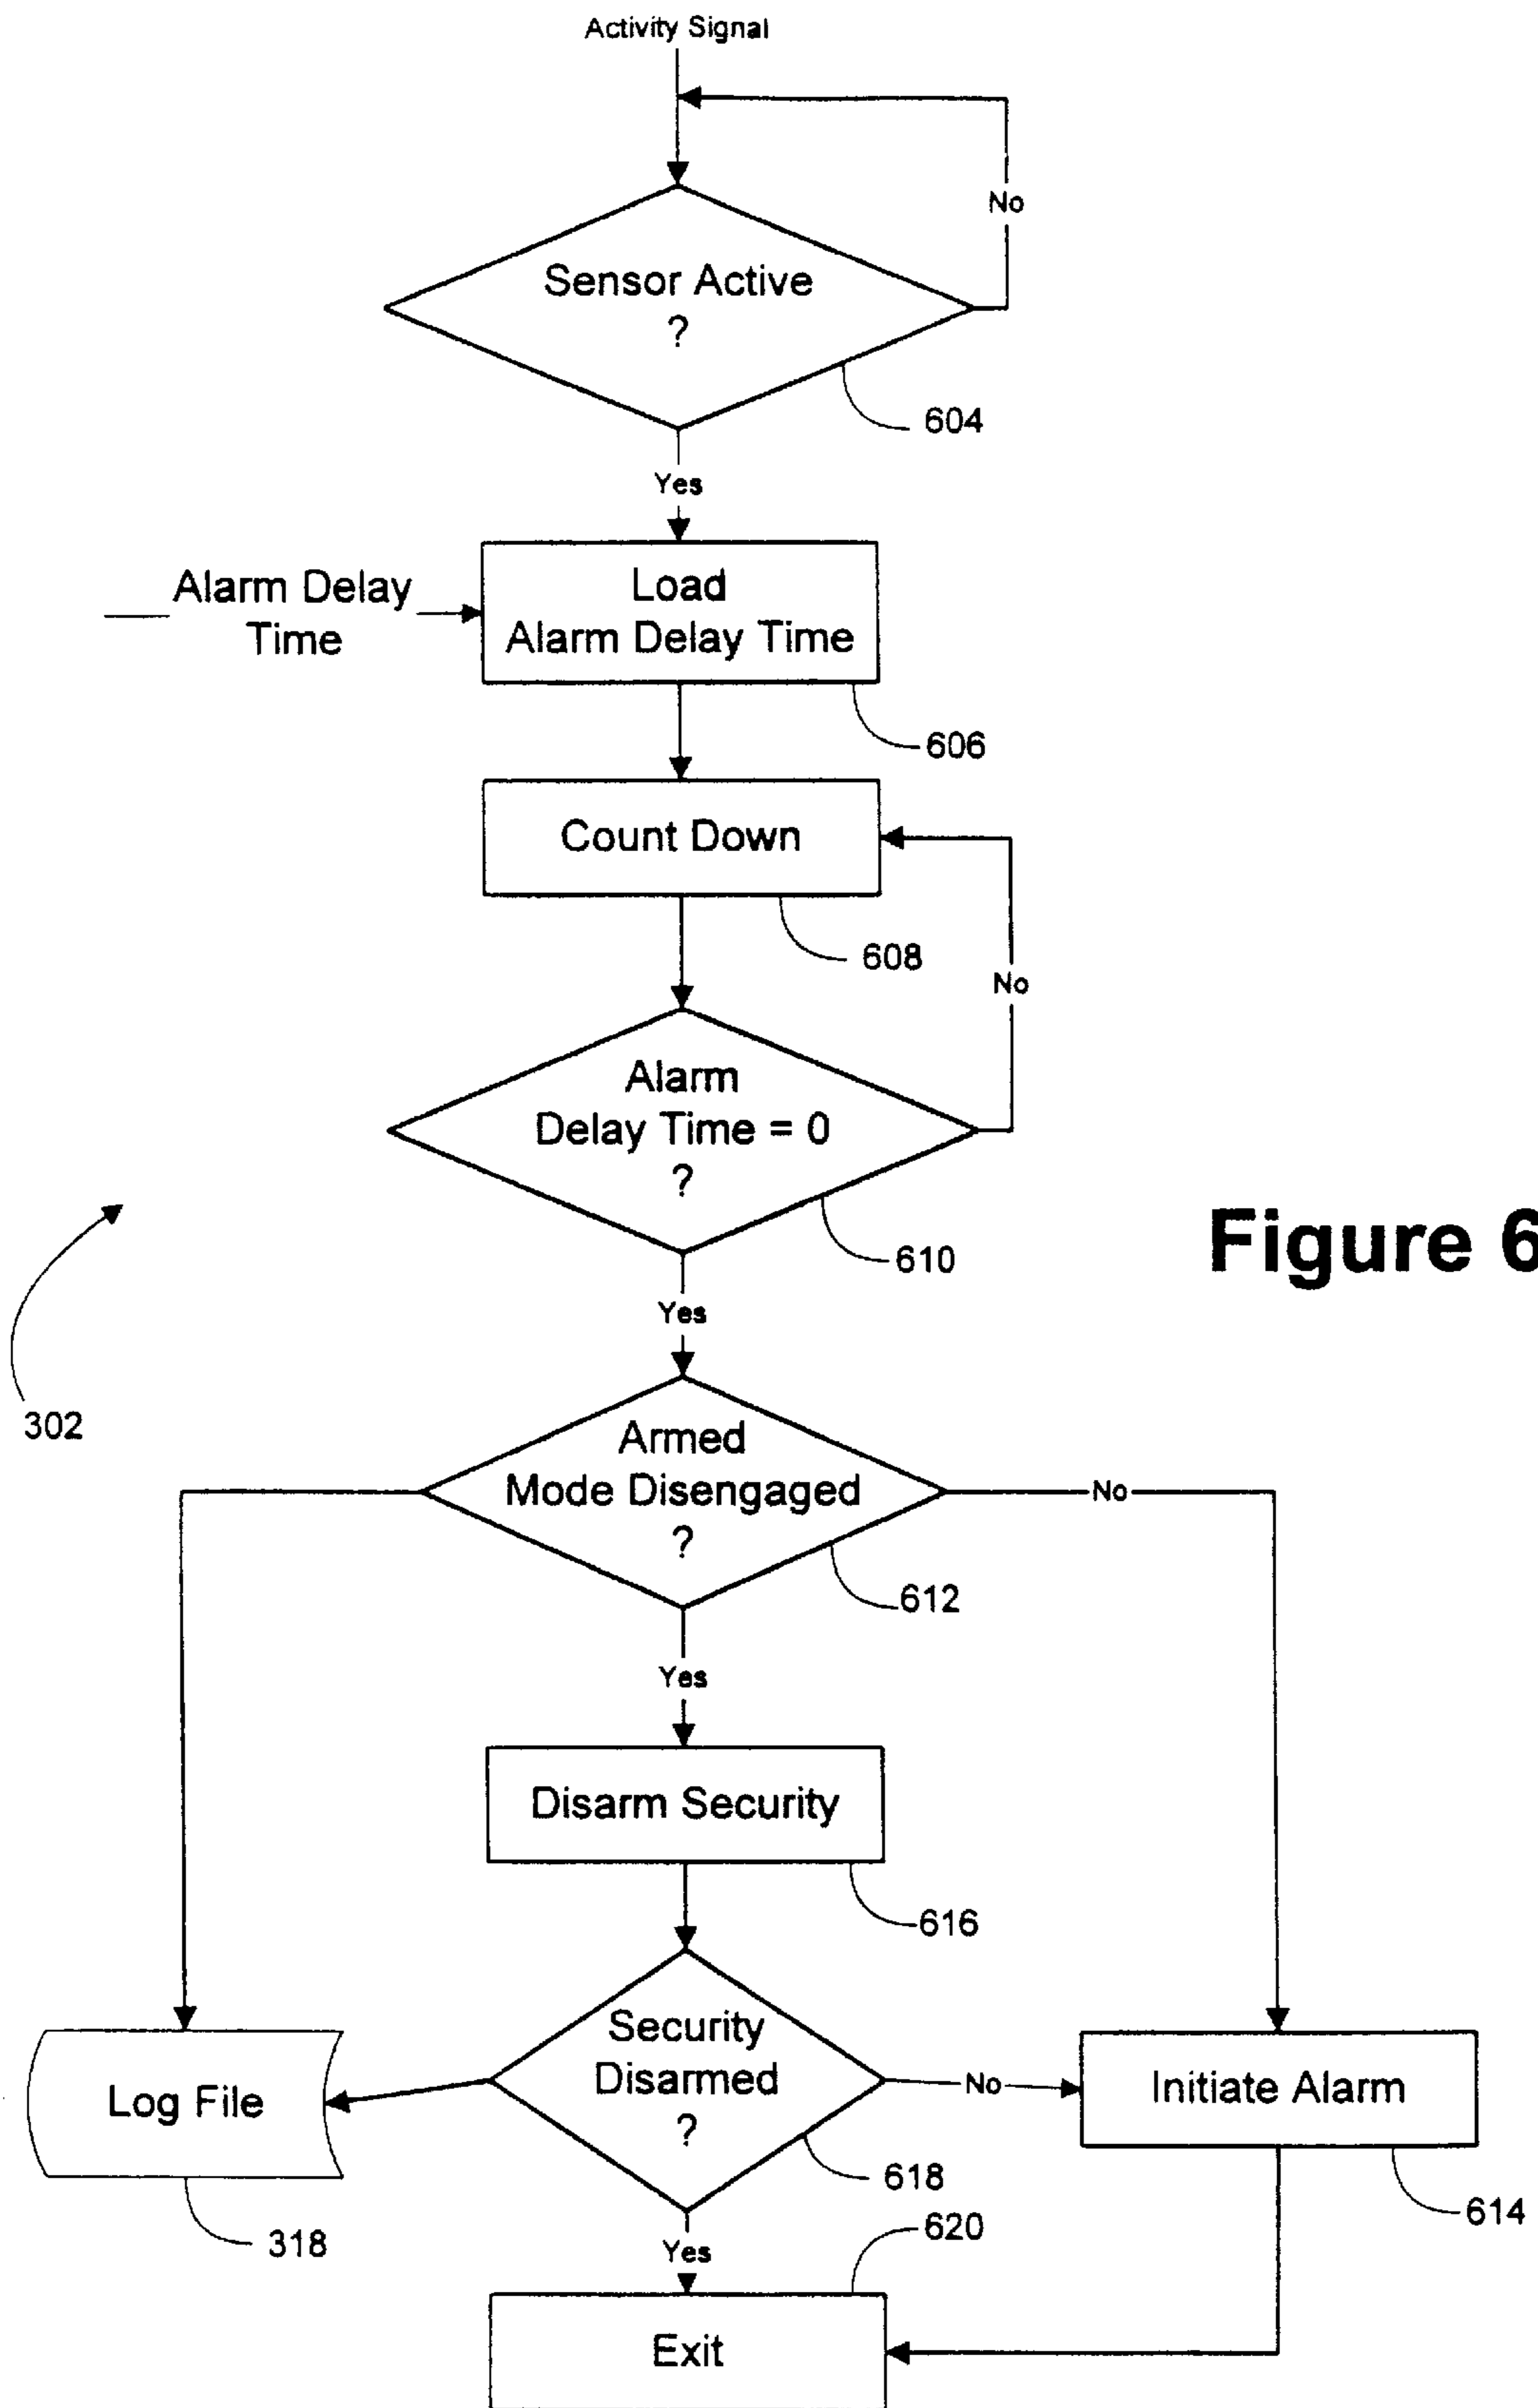 Activity Signal
No
Sensor Active
?
604
Yes
Alarm Delay
Time
Load
Alarm Delay Time
606
Count Down
608
No
Alarm
Delay Time = 0
?
610
Figure 6
Yes
302
Armed
Mode Disengaged
?
No
612
Yes
Disarm Security
616
Security
Disarmed
?
No
Log File
Initiate Alarm
618
614
318
620
Yes
Exit